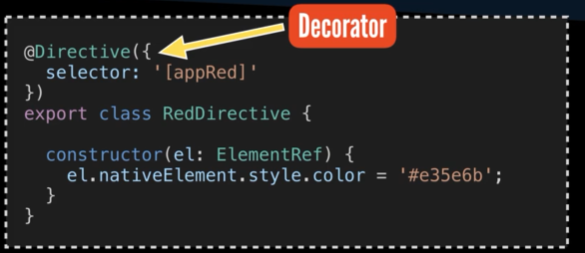 Decorator
@Directive({
  selector: '[appRed]'
})
export class RedDirective {
  constructor(el: ElementRef) {
    el.nativeElement.style.color = '#e35e6b';
  }
}